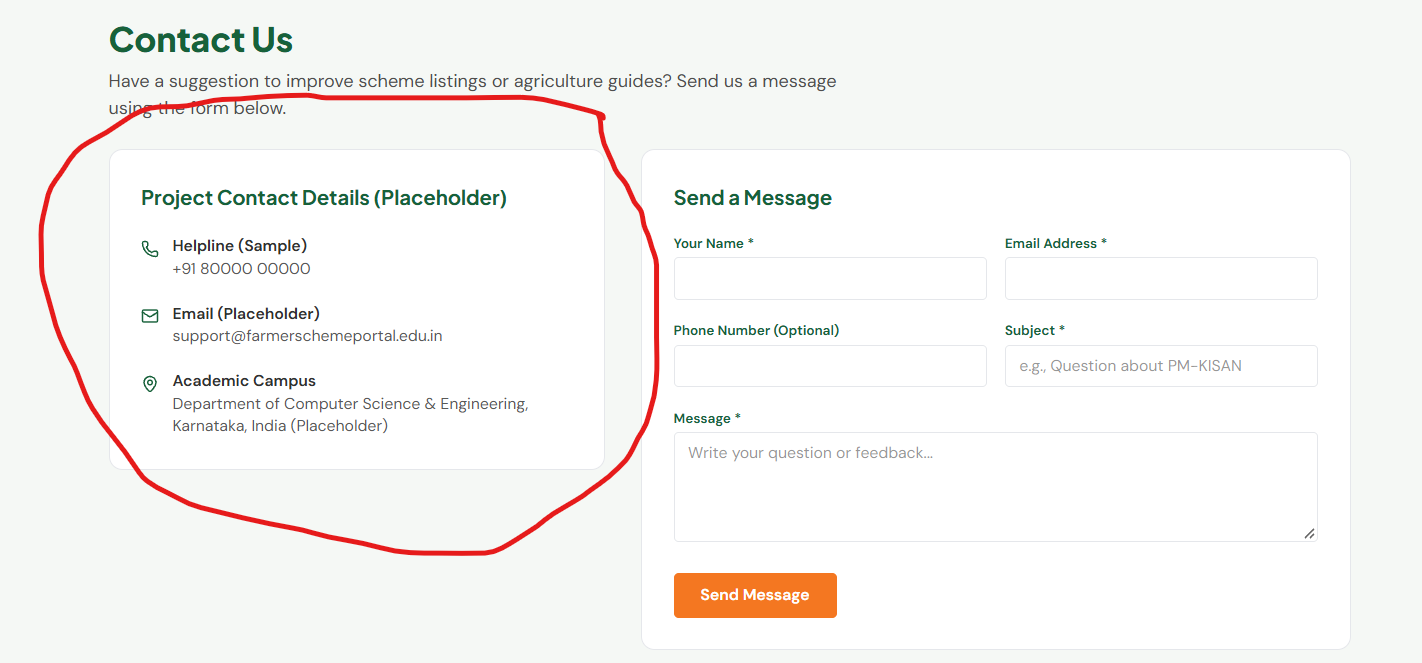 Contact Us
Have a suggestion to improve scheme listings or agriculture guides? Send us a message
using the form below.
Project Contact Details (Placeholder)
Helpline (Sample)
+91 80000 00000
Email (Placeholder)
support@farmerschemeportal.edu.in
Academic Campus
Department of Computer Science & Engineering,
Karnataka, India (Placeholder)
Send a Message
Your Name *
Email Address *
Phone Number (Optional)
Subject *
e.g., Question about PM-KISAN
Message *
Write your question or feedback...
Send Message